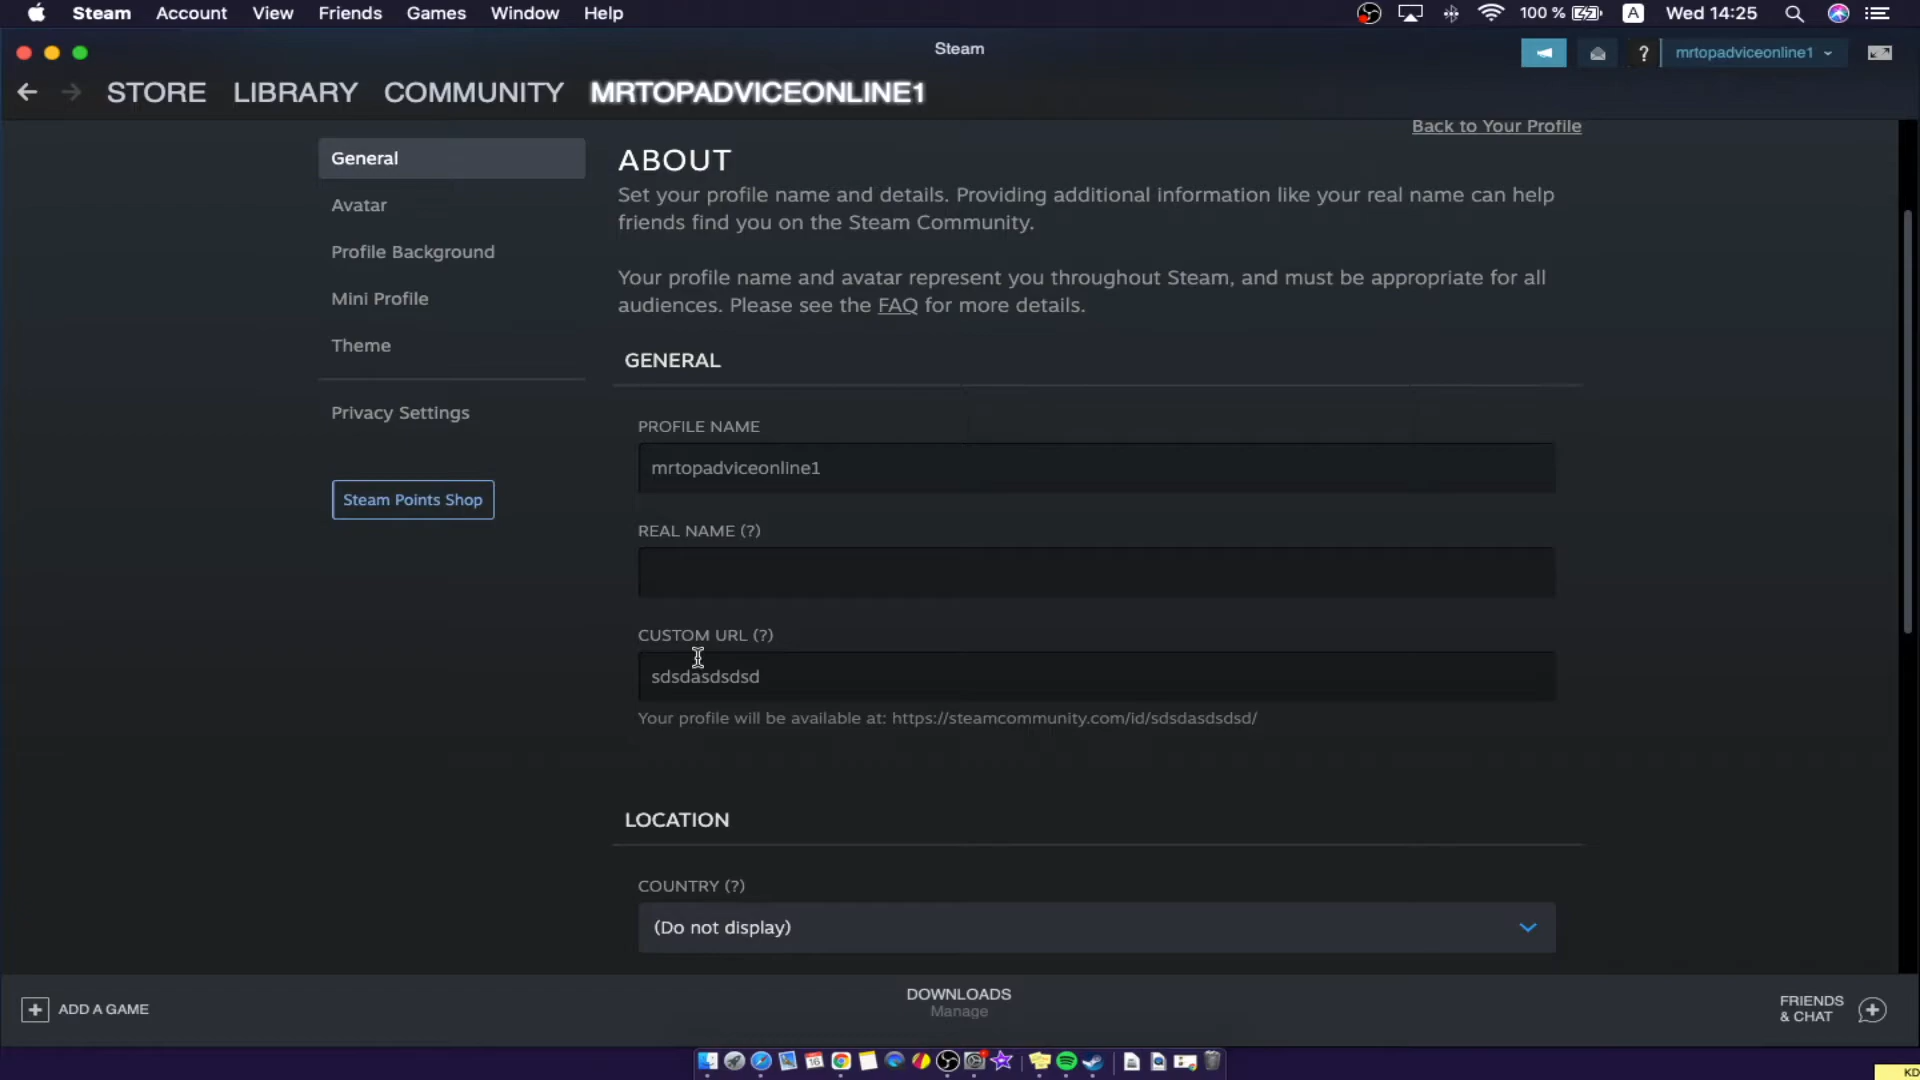 Steam Account View Friends Games Window Help 100 % A Wed 14:25
Steam
? mrtopadviceonline1
STORE LIBRARY COMMUNITY MRTOPADVICEONLINE1
Back to Your Profile
General
Avatar
Profile Background
Mini Profile
Theme
Privacy Settings
Steam Points Shop
ABOUT
Set your profile name and details. Providing additional information like your real name can help
friends find you on the Steam Community.
Your profile name and avatar represent you throughout Steam, and must be appropriate for all
audiences. Please see the FAQ for more details.
GENERAL
PROFILE NAME
mrtopadviceonline1
REAL NAME (?)
CUSTOM URL (?)
sdsdasdsdsd
Your profile will be available at: https://steamcommunity.com/id/sdsdasdsdsd/
LOCATION
COUNTRY (?)
(Do not display)
ADD A GAME
DOWNLOADS
Manage
FRIENDS
& CHAT
KD